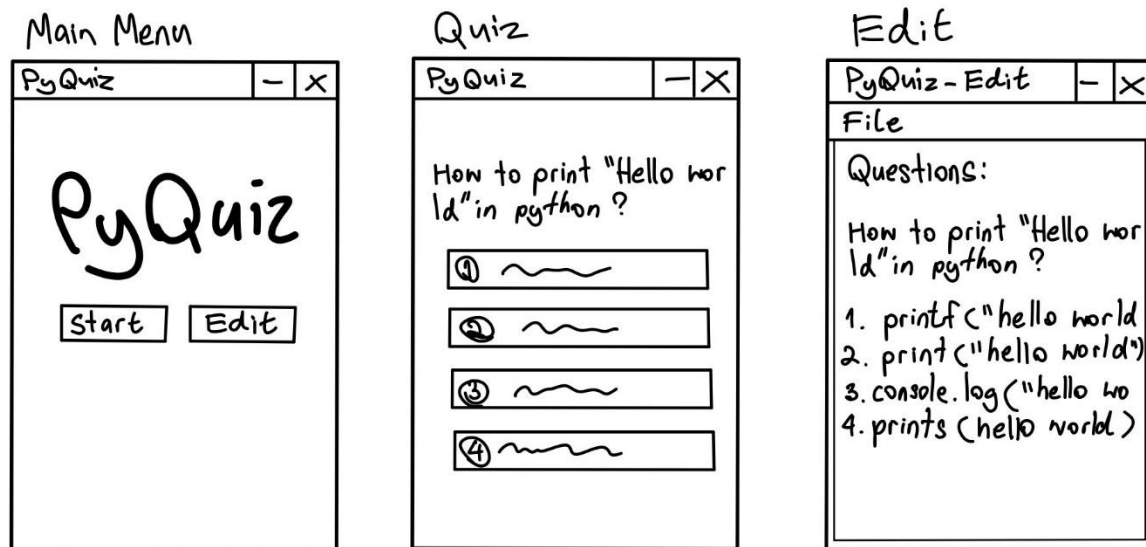 Main Menu
PyQuiz
PyQuiz
Start
Edit
Quiz
PyQuiz
How to print "Hello wor
ld" in python ?
1
2
3
4
Edit
PyQuiz - Edit
File
Questions:
How to print "Hello wor
ld" in python ?
1. printf ("hello world
2. print ("hello world")
3. console.log ("hello wo
4. prints (hello world)